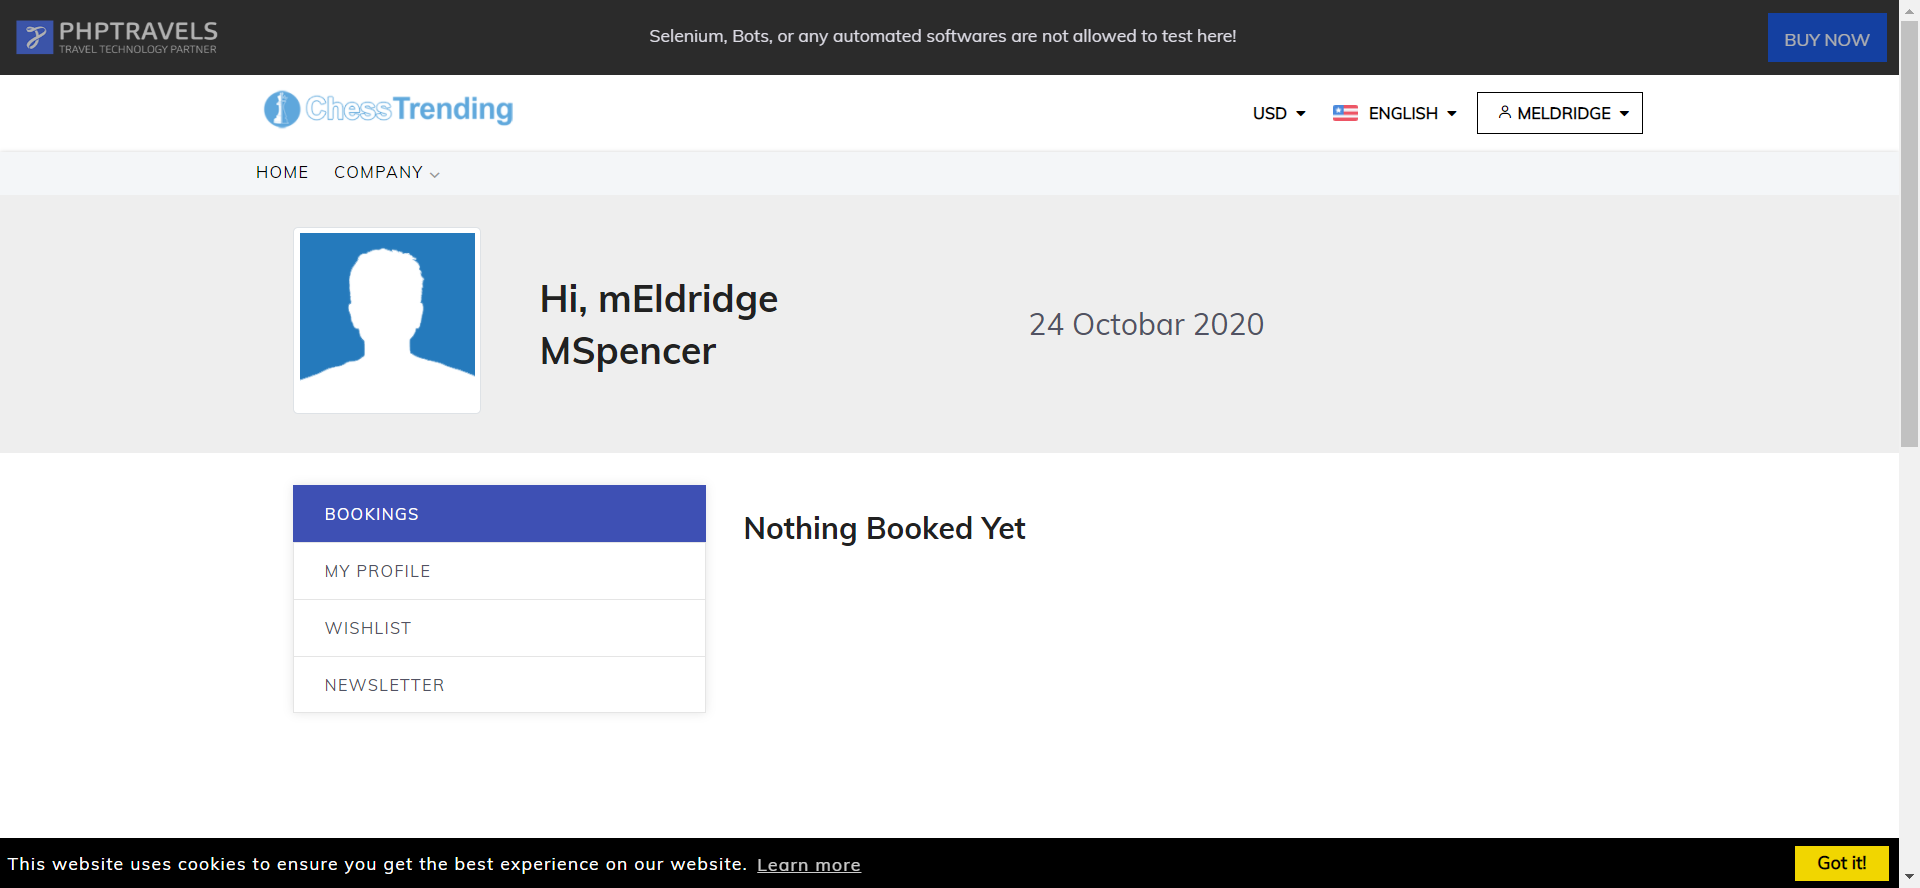 PHPTRAVELS
TRAVEL TECHNOLOGY PARTNER
Selenium, Bots, or any automated softwares are not allowed to test here!
BUY NOW
ChessTrending
USD
ENGLISH
MELDRIDGE
HOME
COMPANY
Hi, mEldridge
MSpencer
24 Octobar 2020
BOOKINGS
MY PROFILE
WISHLIST
NEWSLETTER
Nothing Booked Yet
This website uses cookies to ensure you get the best experience on our website. Learn more
Got it!